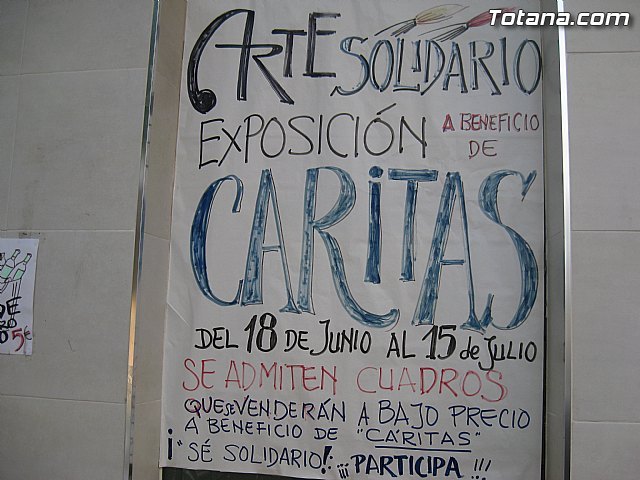 Totana.com
ARTE SOLIDARIO
EXPOSICIÓN A BENEFICIO
DE
CARiTAS
DEL 18 DE JUNIO AL 15 de JULIO
SE ADMITEN CUADROS
QUE SE VENDERÁN A BAJO PRECIO
A BENEFICIO DE "CÁRITAS"
¡"SÉ SOLIDARIO!: ¡¡¡PARTICIPA!!!
5€